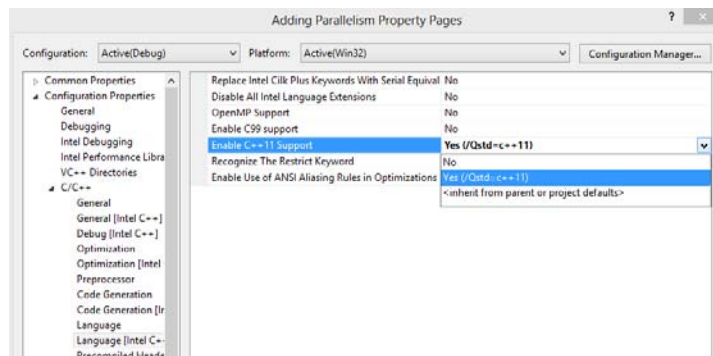 Adding Parallelism Property Pages
?
Configuration: Active(Debug) Platform: Active(Win32) Configuration Manager...
Common Properties
Configuration Properties
General
Debugging
Intel Debugging
Intel Performance Libra
VC++ Directories
C/C++
General
General [Intel C++]
Debug [Intel C++]
Optimization
Optimization [Intel
Preprocessor
Code Generation
Code Generation [Ir
Language
Language [Intel C+
Precompiled Heade
Replace Intel Cilk Plus Keywords With Serial Equival No
Disable All Intel Language Extensions No
OpenMP Support No
Enable C99 support No
Enable C++11 Support Yes (/Qstd=c++11)
Recognize The Restrict Keyword No
Enable Use of ANSI Aliasing Rules in Optimizations Yes (/Qstd=c++11)
<inherit from parent or project defaults>